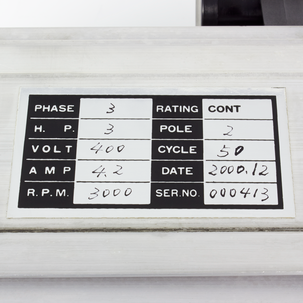 PHASE 3 RATING CONT
H. P. 3 POLE 2
VOLT 400 CYCLE 50
AMP 4.2 DATE 2000.12
R.P.M. 3000 SER.NO. 000413